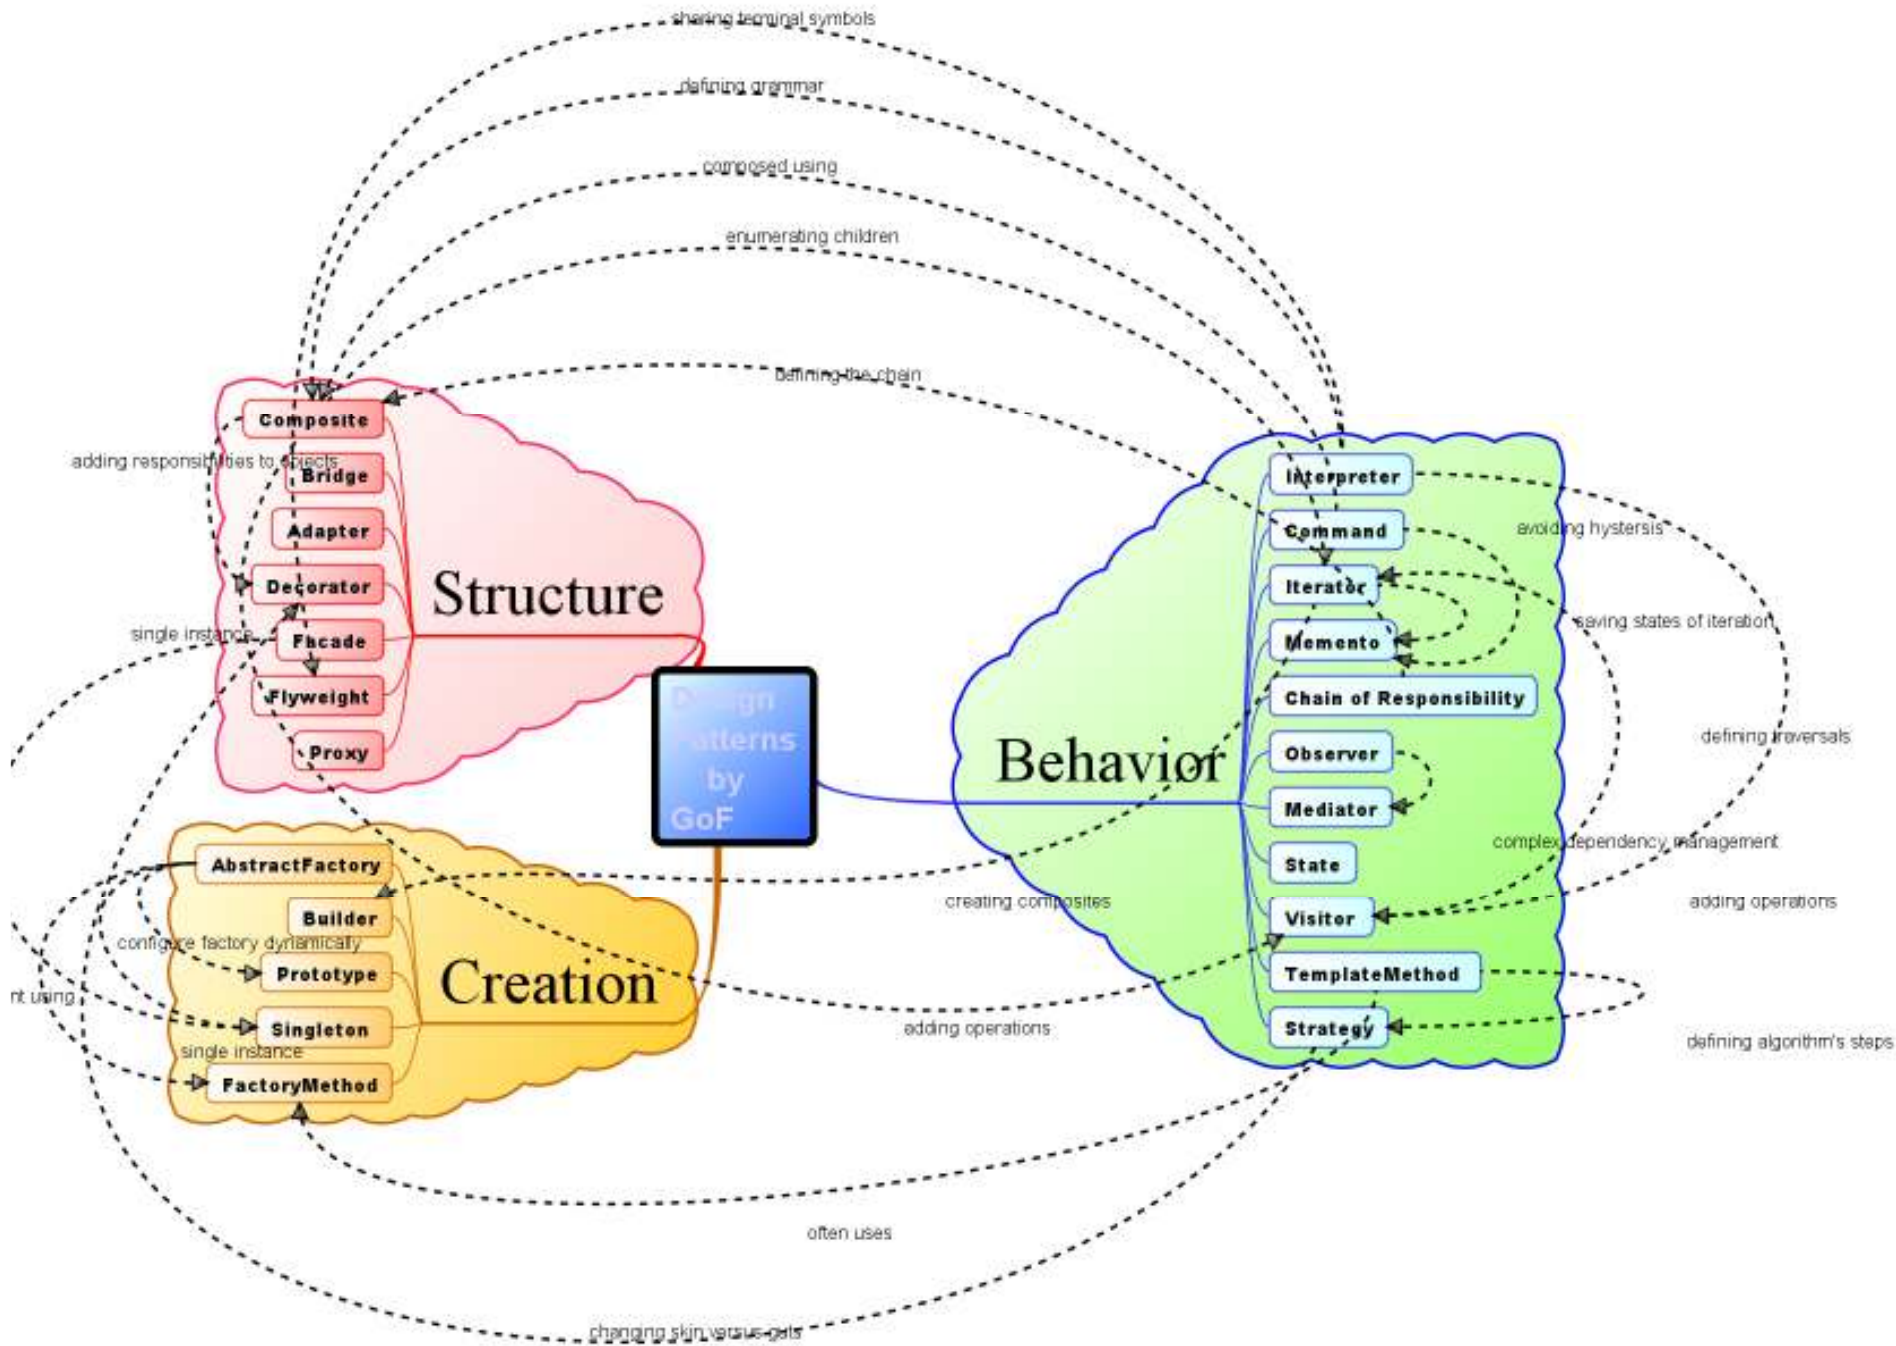 sharing terminal symbols
defining grammar
composed using
enumerating children
defining the chain
Composite
adding responsibilities to objects
Bridge
Adapter
Decorator
single instance
Facade
Flyweight
Proxy
Structure
Design
Patterns
by
GoF
Interpreter
Command
avoiding hystersis
Iterator
saving states of iteration
Memento
Chain of Responsibility
Observer
defining traversals
Behavior
Mediator
complex dependency management
State
Visitor
adding operations
TemplateMethod
Strategy
defining algorithm's steps
AbstractFactory
Builder
creating composites
configure factory dynamically
Prototype
Creation
nt using
Singleton
adding operations
single instance
FactoryMethod
often uses
changing skin versus guts